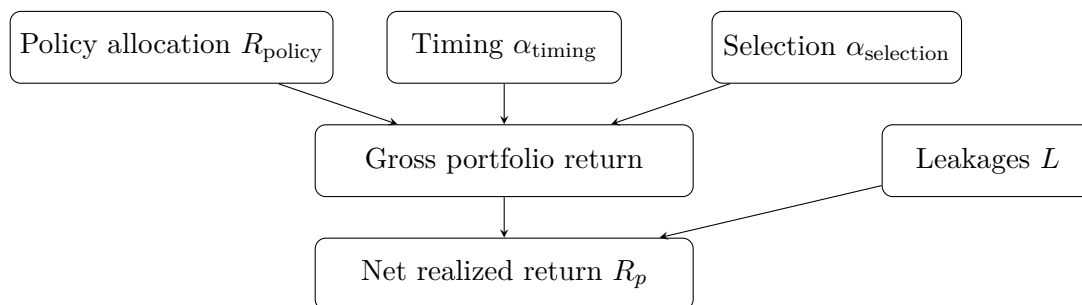 Policy allocation R_policy
Timing α_timing
Selection α_selection
Gross portfolio return
Leakages L
Net realized return R_p